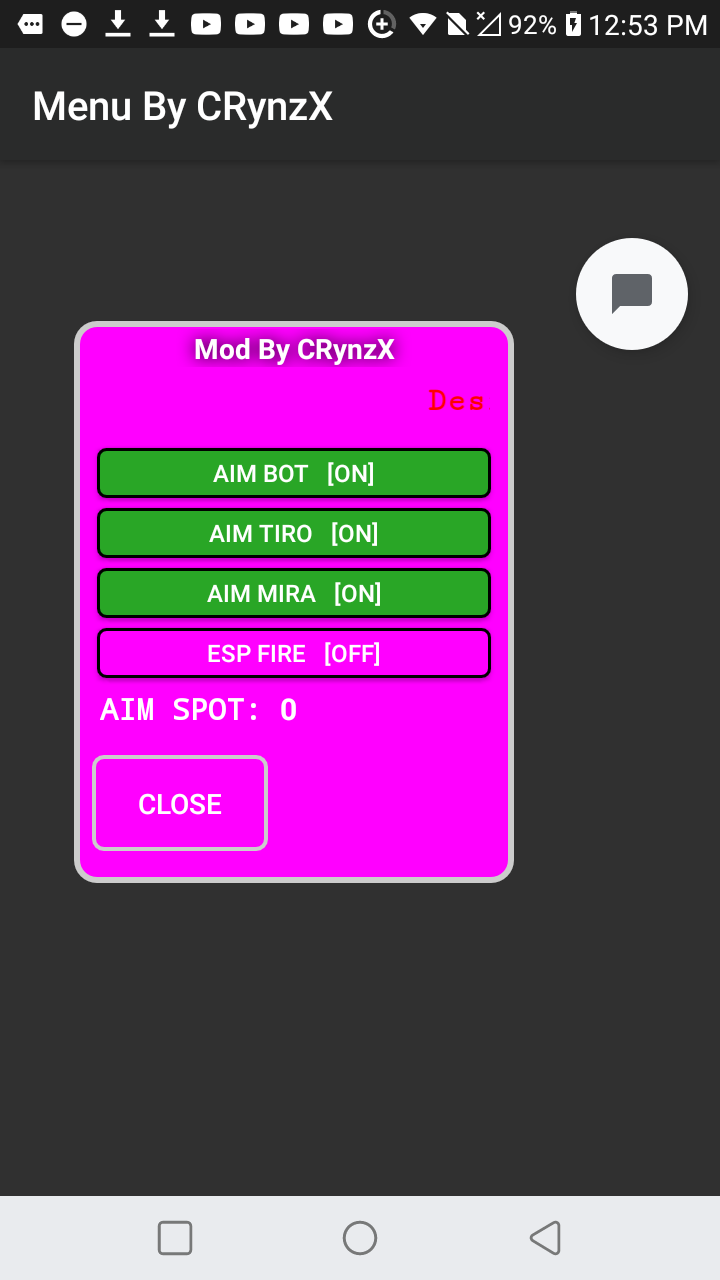 92% 12:53 PM
Menu By CRynzX
Mod By CRynzX
Des
AIM BOT [ON]
AIM TIRO [ON]
AIM MIRA [ON]
ESP FIRE [OFF]
AIM SPOT: 0
CLOSE